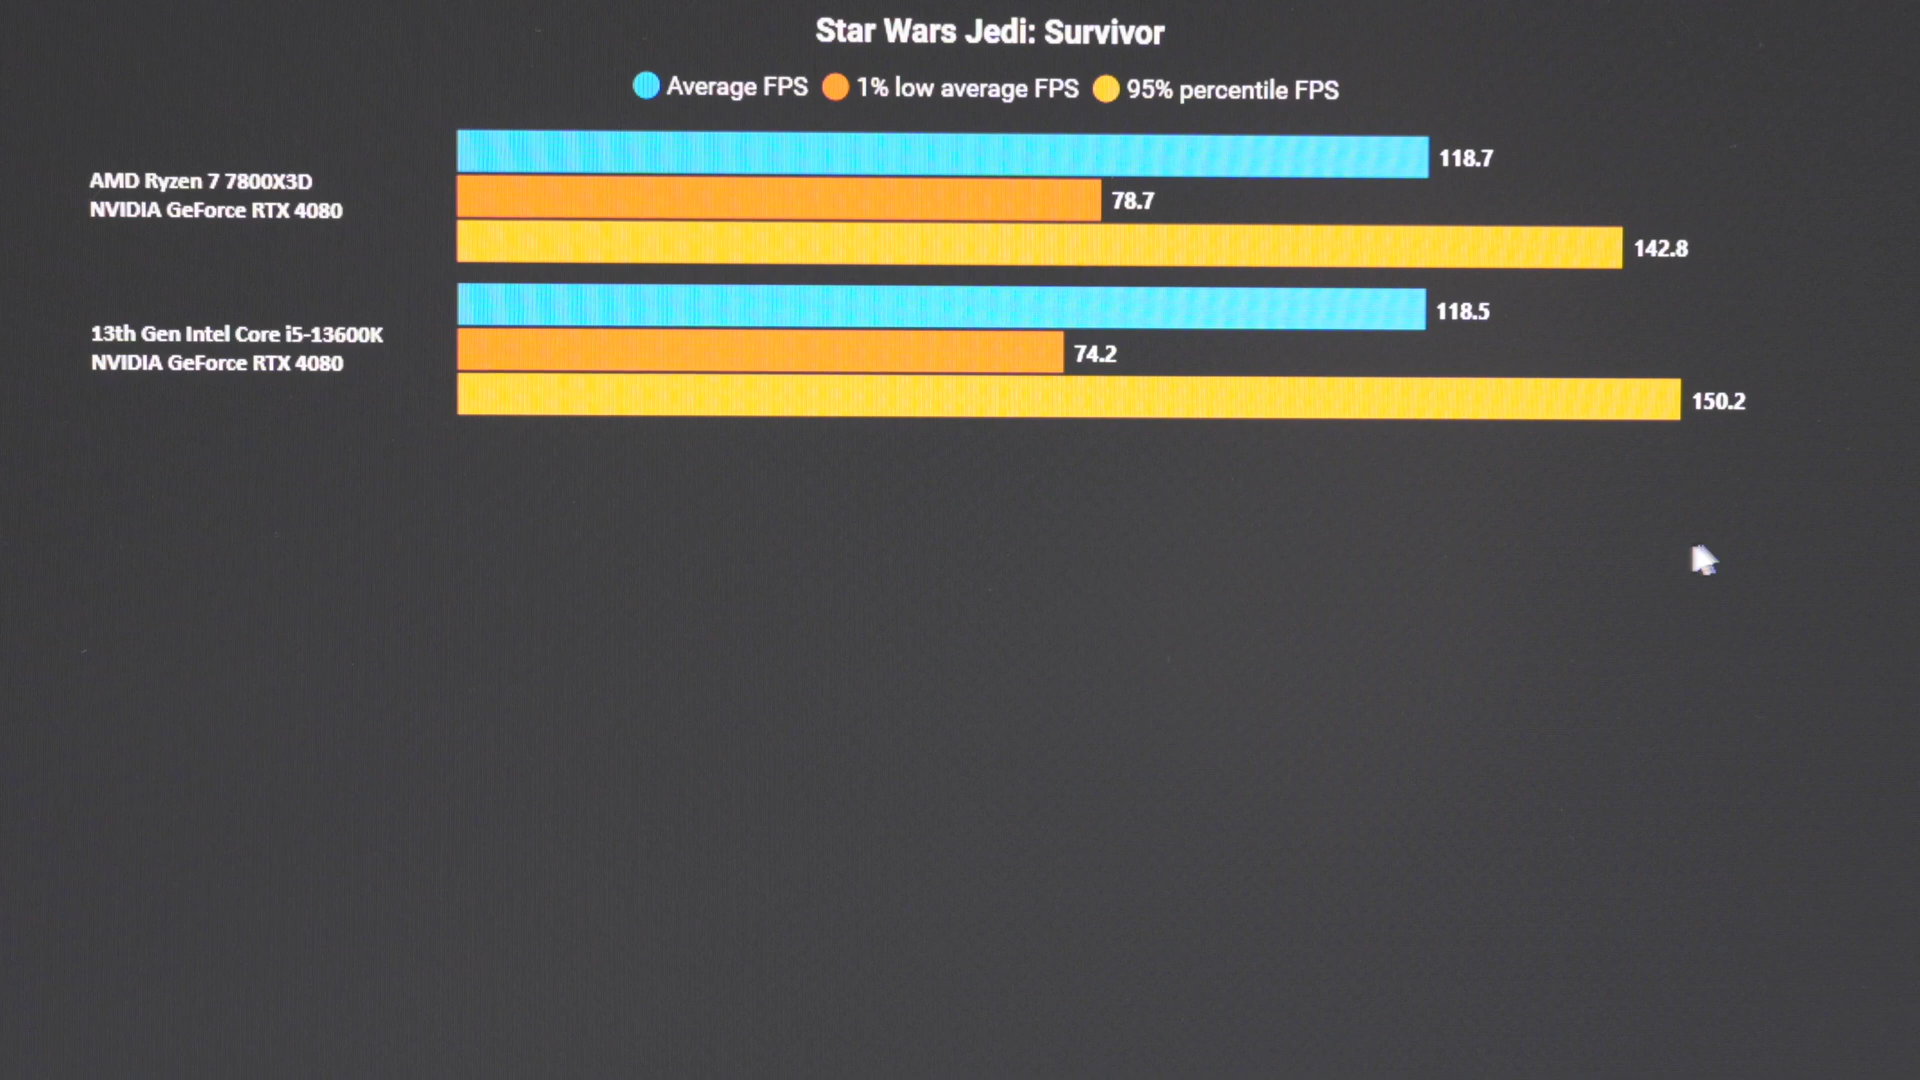 Star Wars Jedi: Survivor
Average FPS 1% low average FPS 95% percentile FPS
AMD Ryzen 7 7800X3D
NVIDIA GeForce RTX 4080
118.7
78.7
142.8
13th Gen Intel Core i5-13600K
NVIDIA GeForce RTX 4080
118.5
74.2
150.2